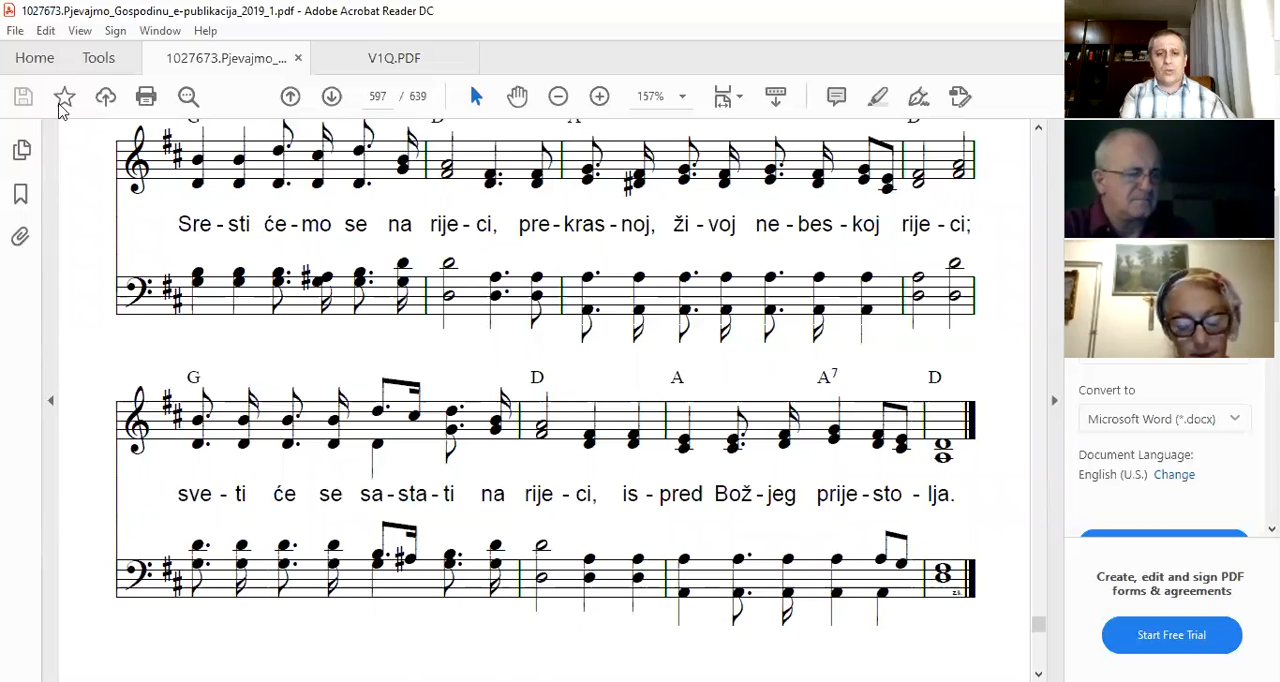 1027673.Pjevajmo_Gospodinu_e-publikacija_2019_1.pdf - Adobe Acrobat Reader DC
File Edit View Sign Window Help
Home Tools 1027673.Pjevajmo_... × V1Q.PDF
597 / 639 157%
Sre - sti će - mo se na rije - ci, pre - kras - noj, ži - voj ne - bes - koj rije - ci;
G D A A7 D
sve - ti će se sa - sta - ti na rije - ci, is - pred Bož - jeg prije - sto - lja.
Convert to
Microsoft Word (*.docx)
Document Language:
English (U.S.) Change
Create, edit and sign PDF
forms & agreements
Start Free Trial